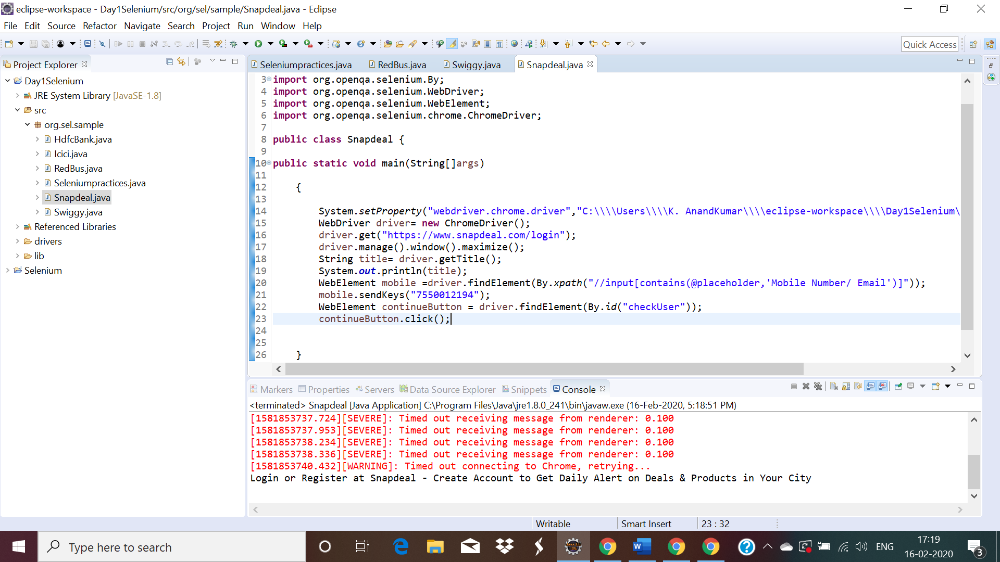 eclipse-workspace - Day1Selenium/src/org/sel/sample/Snapdeal.java - Eclipse
File Edit Source Refactor Navigate Search Project Run Window Help
Quick Access
Project Explorer
Day1Selenium
JRE System Library [JavaSE-1.8]
src
org.sel.sample
HdfcBank.java
Icici.java
RedBus.java
Seleniumpractices.java
Snapdeal.java
Swiggy.java
Referenced Libraries
drivers
lib
Selenium
Seleniumpractices.java RedBus.java Swiggy.java Snapdeal.java
3 import org.openqa.selenium.By;
4 import org.openqa.selenium.WebDriver;
5 import org.openqa.selenium.WebElement;
6 import org.openqa.selenium.chrome.ChromeDriver;
7
8 public class Snapdeal {
9
10 public static void main(String[]args)
11
12 {
13
14 System.setProperty("webdriver.chrome.driver","C:\\\\Users\\\\K. AnandKumar\\\\eclipse-workspace\\\\Day1Selenium\
15 WebDriver driver= new ChromeDriver();
16 driver.get("https://www.snapdeal.com/login");
17 driver.manage().window().maximize();
18 String title= driver.getTitle();
19 System.out.println(title);
20 WebElement mobile =driver.findElement(By.xpath("//input[contains(@placeholder,'Mobile Number/ Email')]"));
21 mobile.sendKeys("7550012194");
22 WebElement continueButton = driver.findElement(By.id("checkUser"));
23 continueButton.click();
24
25
26 }
Markers Properties Servers Data Source Explorer Snippets Console
<terminated> Snapdeal [Java Application] C:\Program Files\Java\jre1.8.0_241\bin\javaw.exe (16-Feb-2020, 5:18:51 PM)
[1581853737.724][SEVERE]: Timed out receiving message from renderer: 0.100
[1581853737.953][SEVERE]: Timed out receiving message from renderer: 0.100
[1581853738.234][SEVERE]: Timed out receiving message from renderer: 0.100
[1581853738.336][SEVERE]: Timed out receiving message from renderer: 0.100
[1581853740.432][WARNING]: Timed out connecting to Chrome, retrying...
Login or Register at Snapdeal - Create Account to Get Daily Alert on Deals & Products in Your City
Writable Smart Insert 23 : 32
Type here to search
ENG
17:19
16-02-2020
3